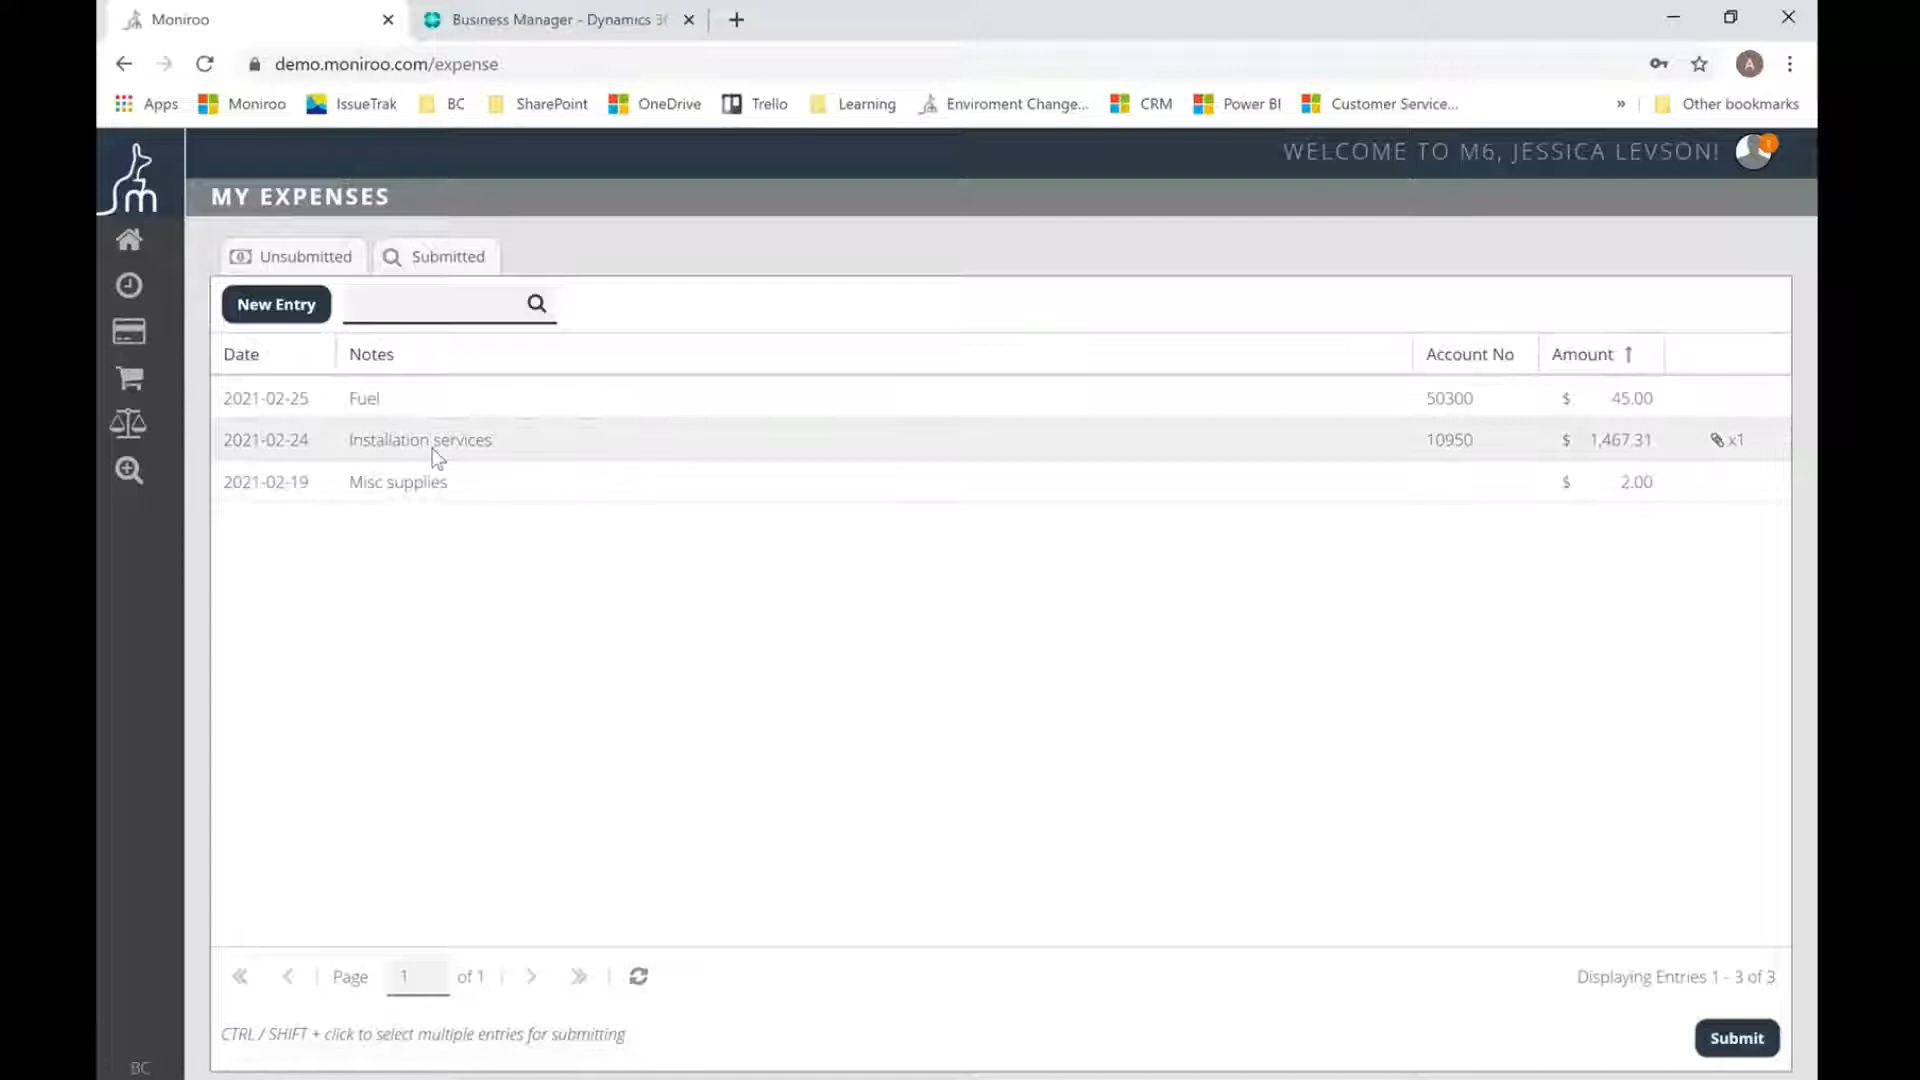 Moniroo
Business Manager - Dynamics 3
demo.moniroo.com/expense
A
Apps Moniroo IssueTrak BC SharePoint OneDrive Trello Learning Enviroment Change... CRM Power BI Customer Service... » Other bookmarks
m
WELCOME TO M6, JESSICA LEVSON!
MY EXPENSES
Unsubmitted Submitted
New Entry
Date Notes Account No Amount ↑
2021-02-25 Fuel 50300 $ 45.00
2021-02-24 Installation services 10950 $ 1,467.31 x1
2021-02-19 Misc supplies $ 2.00
Page 1 of 1
Displaying Entries 1 - 3 of 3
CTRL / SHIFT + click to select multiple entries for submitting
Submit
BC